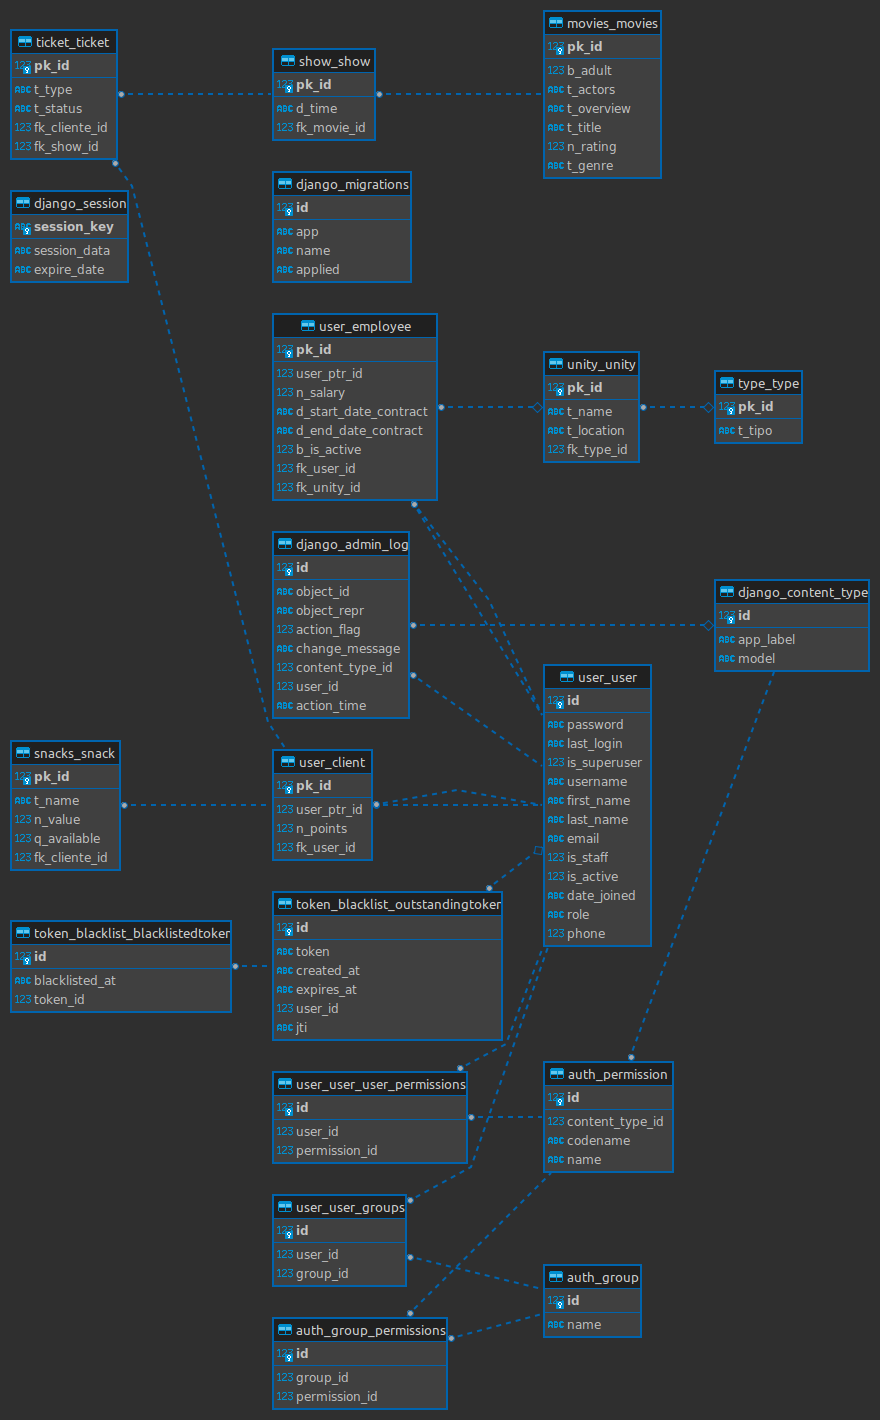 ticket_ticket
123 pk_id
ABC t_type
ABC t_status
123 fk_cliente_id
123 fk_show_id
show_show
123 pk_id
ABC d_time
123 fk_movie_id
movies_movies
123 pk_id
123 b_adult
ABC t_actors
ABC t_overview
ABC t_title
123 n_rating
ABC t_genre
django_session
ABC session_key
ABC session_data
ABC expire_date
django_migrations
123 id
ABC app
ABC name
ABC applied
user_employee
123 pk_id
123 user_ptr_id
123 n_salary
ABC d_start_date_contract
ABC d_end_date_contract
123 b_is_active
123 fk_user_id
123 fk_unity_id
unity_unity
123 pk_id
ABC t_name
ABC t_location
123 fk_type_id
type_type
123 pk_id
ABC t_tipo
django_admin_log
123 id
ABC object_id
ABC object_repr
123 action_flag
ABC change_message
123 content_type_id
123 user_id
ABC action_time
django_content_type
123 id
ABC app_label
ABC model
user_user
123 id
ABC password
ABC last_login
123 is_superuser
ABC username
ABC first_name
ABC last_name
ABC email
123 is_staff
123 is_active
ABC date_joined
ABC role
123 phone
snacks_snack
123 pk_id
ABC t_name
123 n_value
123 q_available
123 fk_cliente_id
user_client
123 pk_id
123 user_ptr_id
123 n_points
123 fk_user_id
token_blacklist_outstandingtoken
123 id
ABC token
ABC created_at
ABC expires_at
123 user_id
ABC jti
token_blacklist_blacklistedtoken
123 id
ABC blacklisted_at
123 token_id
user_user_user_permissions
123 id
123 user_id
123 permission_id
auth_permission
123 id
123 content_type_id
ABC codename
ABC name
user_user_groups
123 id
123 user_id
123 group_id
auth_group
123 id
ABC name
auth_group_permissions
123 id
123 group_id
123 permission_id